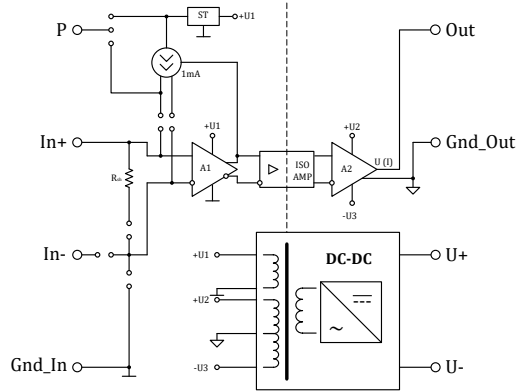 P
ST
+U1
1mA
Out
In+
+U1
+U2
A1
ISO
AMP
A2
U (I)
Gnd_Out
Rsh
-U3
In-
+U1
DC-DC
U+
+U2
~
Gnd_In
-U3
U-